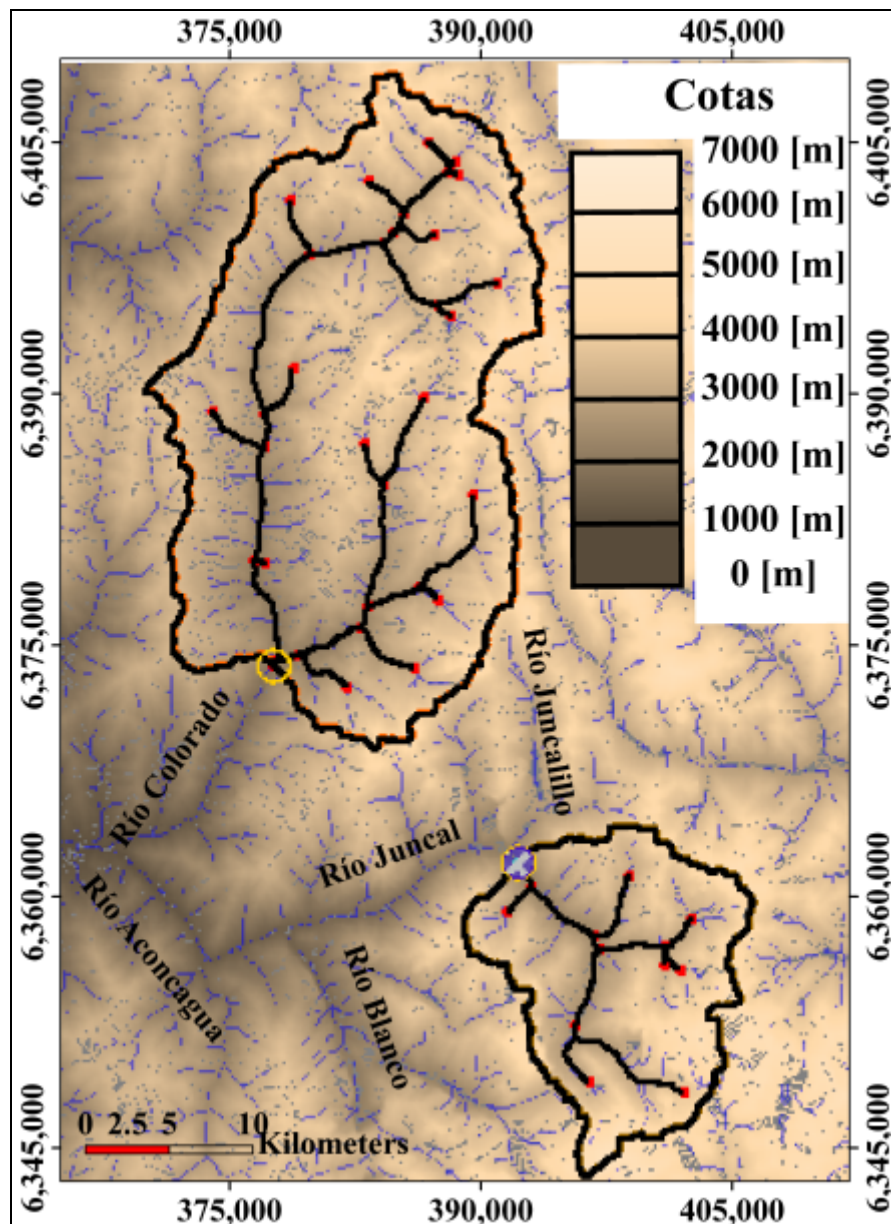 375,000 390,000 405,000
6,405,000
6,390,000
6,375,000
6,360,000
6,345,000
Cotas
7000 [m]
6000 [m]
5000 [m]
4000 [m]
3000 [m]
2000 [m]
1000 [m]
0 [m]
6,405,000
6,390,000
6,375,000
6,360,000
6,345,000
Río Colorado
Río Juncalillo
Río Juncal
Río Aconcagua
Río Blanco
0 2.5 5 10
Kilometers
375,000 390,000 405,000